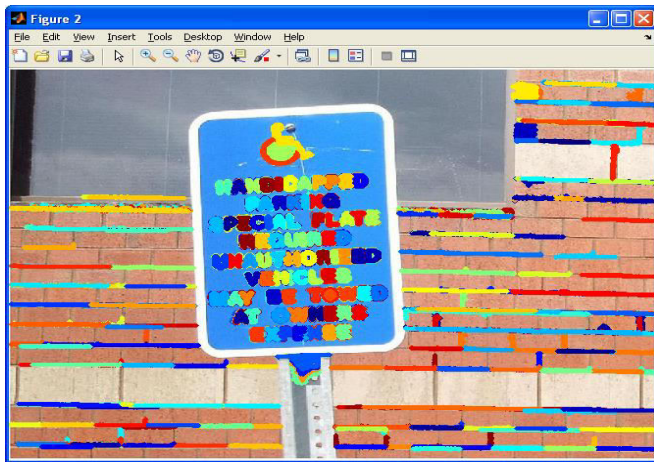 Figure 2
File Edit View Insert Tools Desktop Window Help
HANDICAPPED
PARKING
SPECIAL PLATE
REQUIRED
UNAUTHORIZED
VEHICLES
MAY BE TOWED
AT OWNERS
EXPENSE